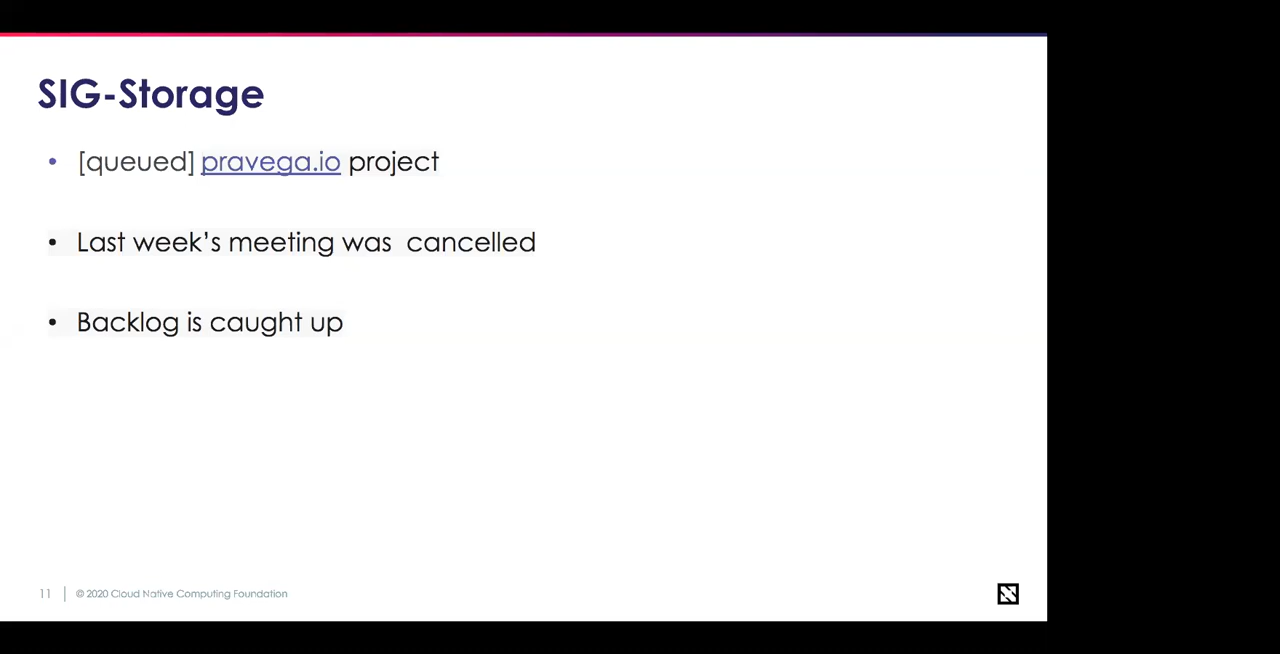 SIG-Storage
• [queued] pravega.io project
• Last week’s meeting was  cancelled
• Backlog is caught up
11 | © 2020 Cloud Native Computing Foundation